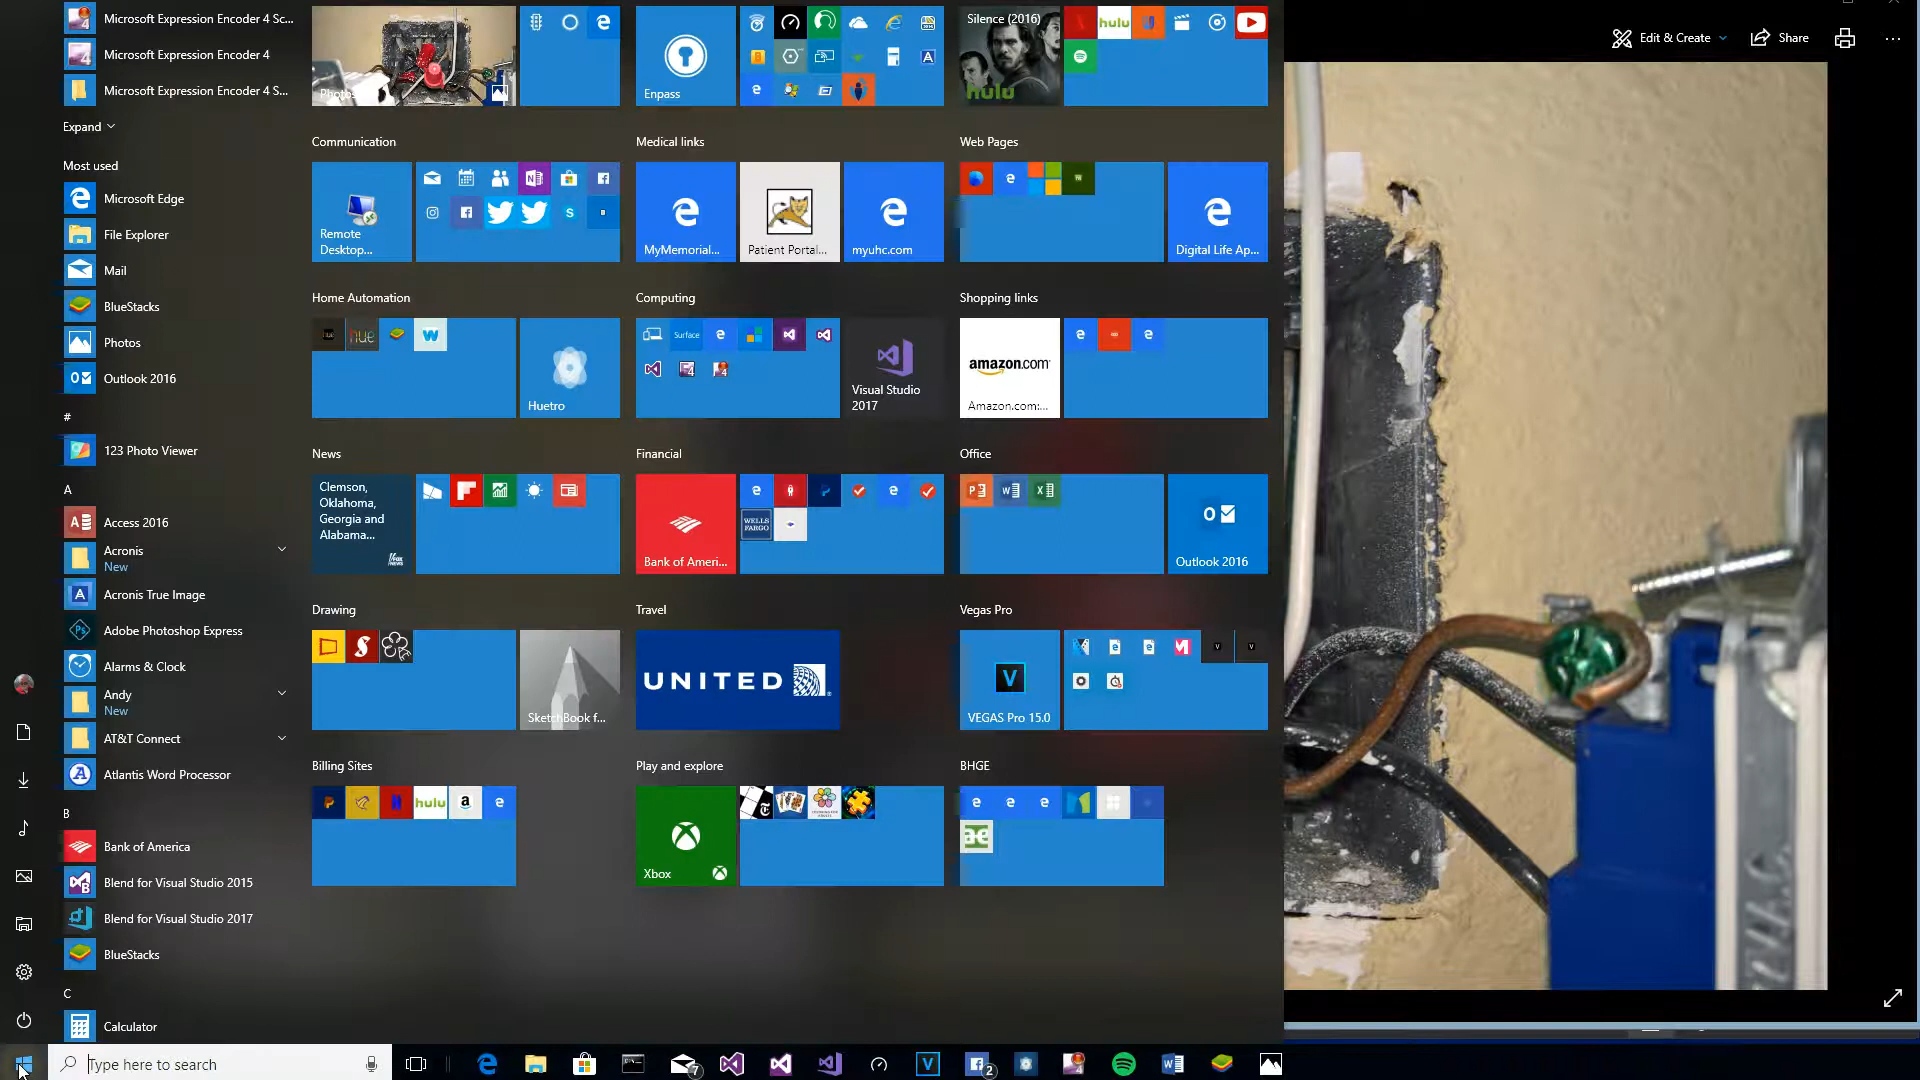 Microsoft Expression Encoder 4 Sc...
Microsoft Expression Encoder 4
Microsoft Expression Encoder 4 S...
Expand
Most used
Microsoft Edge
File Explorer
Mail
BlueStacks
Photos
Outlook 2016
#
123 Photo Viewer
A
Access 2016
Acronis
New
Acronis True Image
Adobe Photoshop Express
Alarms & Clock
Andy
New
AT&T Connect
Atlantis Word Processor
B
Bank of America
Blend for Visual Studio 2015
Blend for Visual Studio 2017
BlueStacks
C
Calculator
Type here to search
Photos
Enpass
Silence (2016)
hulu
hulu
Communication
Remote
Desktop...
Medical links
MyMemorial...
Patient Portal...
myuhc.com
Web Pages
Digital Life Ap...
Home Automation
hue
Huetro
Computing
Surface
Visual Studio
2017
Shopping links
amazon.com
Amazon.com:...
News
Clemson,
Oklahoma,
Georgia and
Alabama...
FOX
NEWS
Financial
Bank of Ameri...
WELLS
FARGO
Office
Outlook 2016
Drawing
SketchBook f...
Travel
UNITED
Vegas Pro
VEGAS Pro 15.0
Billing Sites
hulu
Play and explore
Xbox
BHGE
Edit & Create
Share
7
2